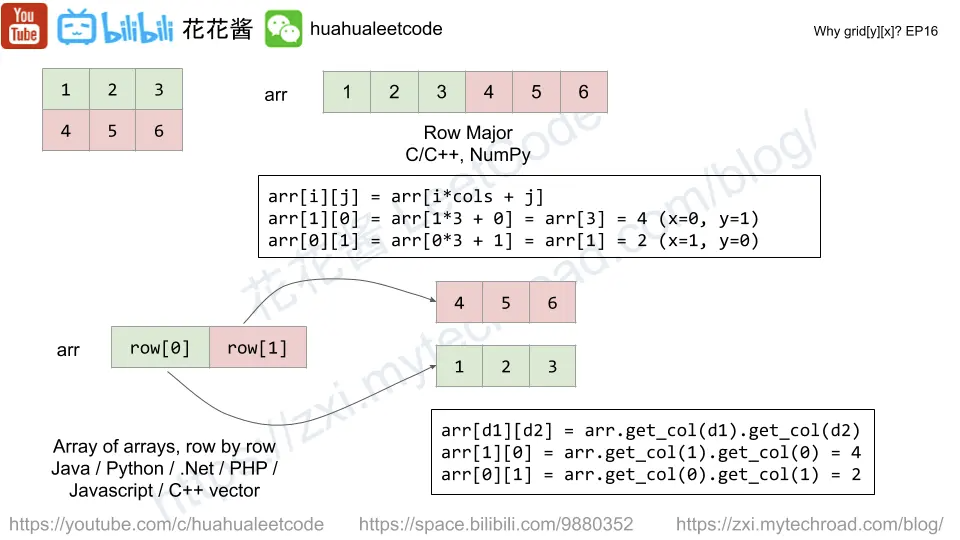 You Tube bilibili 花花酱 huahualeetcode
Why grid[y][x]? EP16
1 2 3
4 5 6
arr 1 2 3 4 5 6
Row Major
C/C++, NumPy
arr[i][j] = arr[i*cols + j]
arr[1][0] = arr[1*3 + 0] = arr[3] = 4 (x=0, y=1)
arr[0][1] = arr[0*3 + 1] = arr[1] = 2 (x=1, y=0)
花花酱 LeetCode
https://zxi.mytechroad.com/blog/
4 5 6
arr row[0] row[1]
1 2 3
Array of arrays, row by row
Java / Python / .Net / PHP /
Javascript / C++ vector
arr[d1][d2] = arr.get_col(d1).get_col(d2)
arr[1][0] = arr.get_col(1).get_col(0) = 4
arr[0][1] = arr.get_col(0).get_col(1) = 2
https://youtube.com/c/huahualeetcode https://space.bilibili.com/9880352 https://zxi.mytechroad.com/blog/